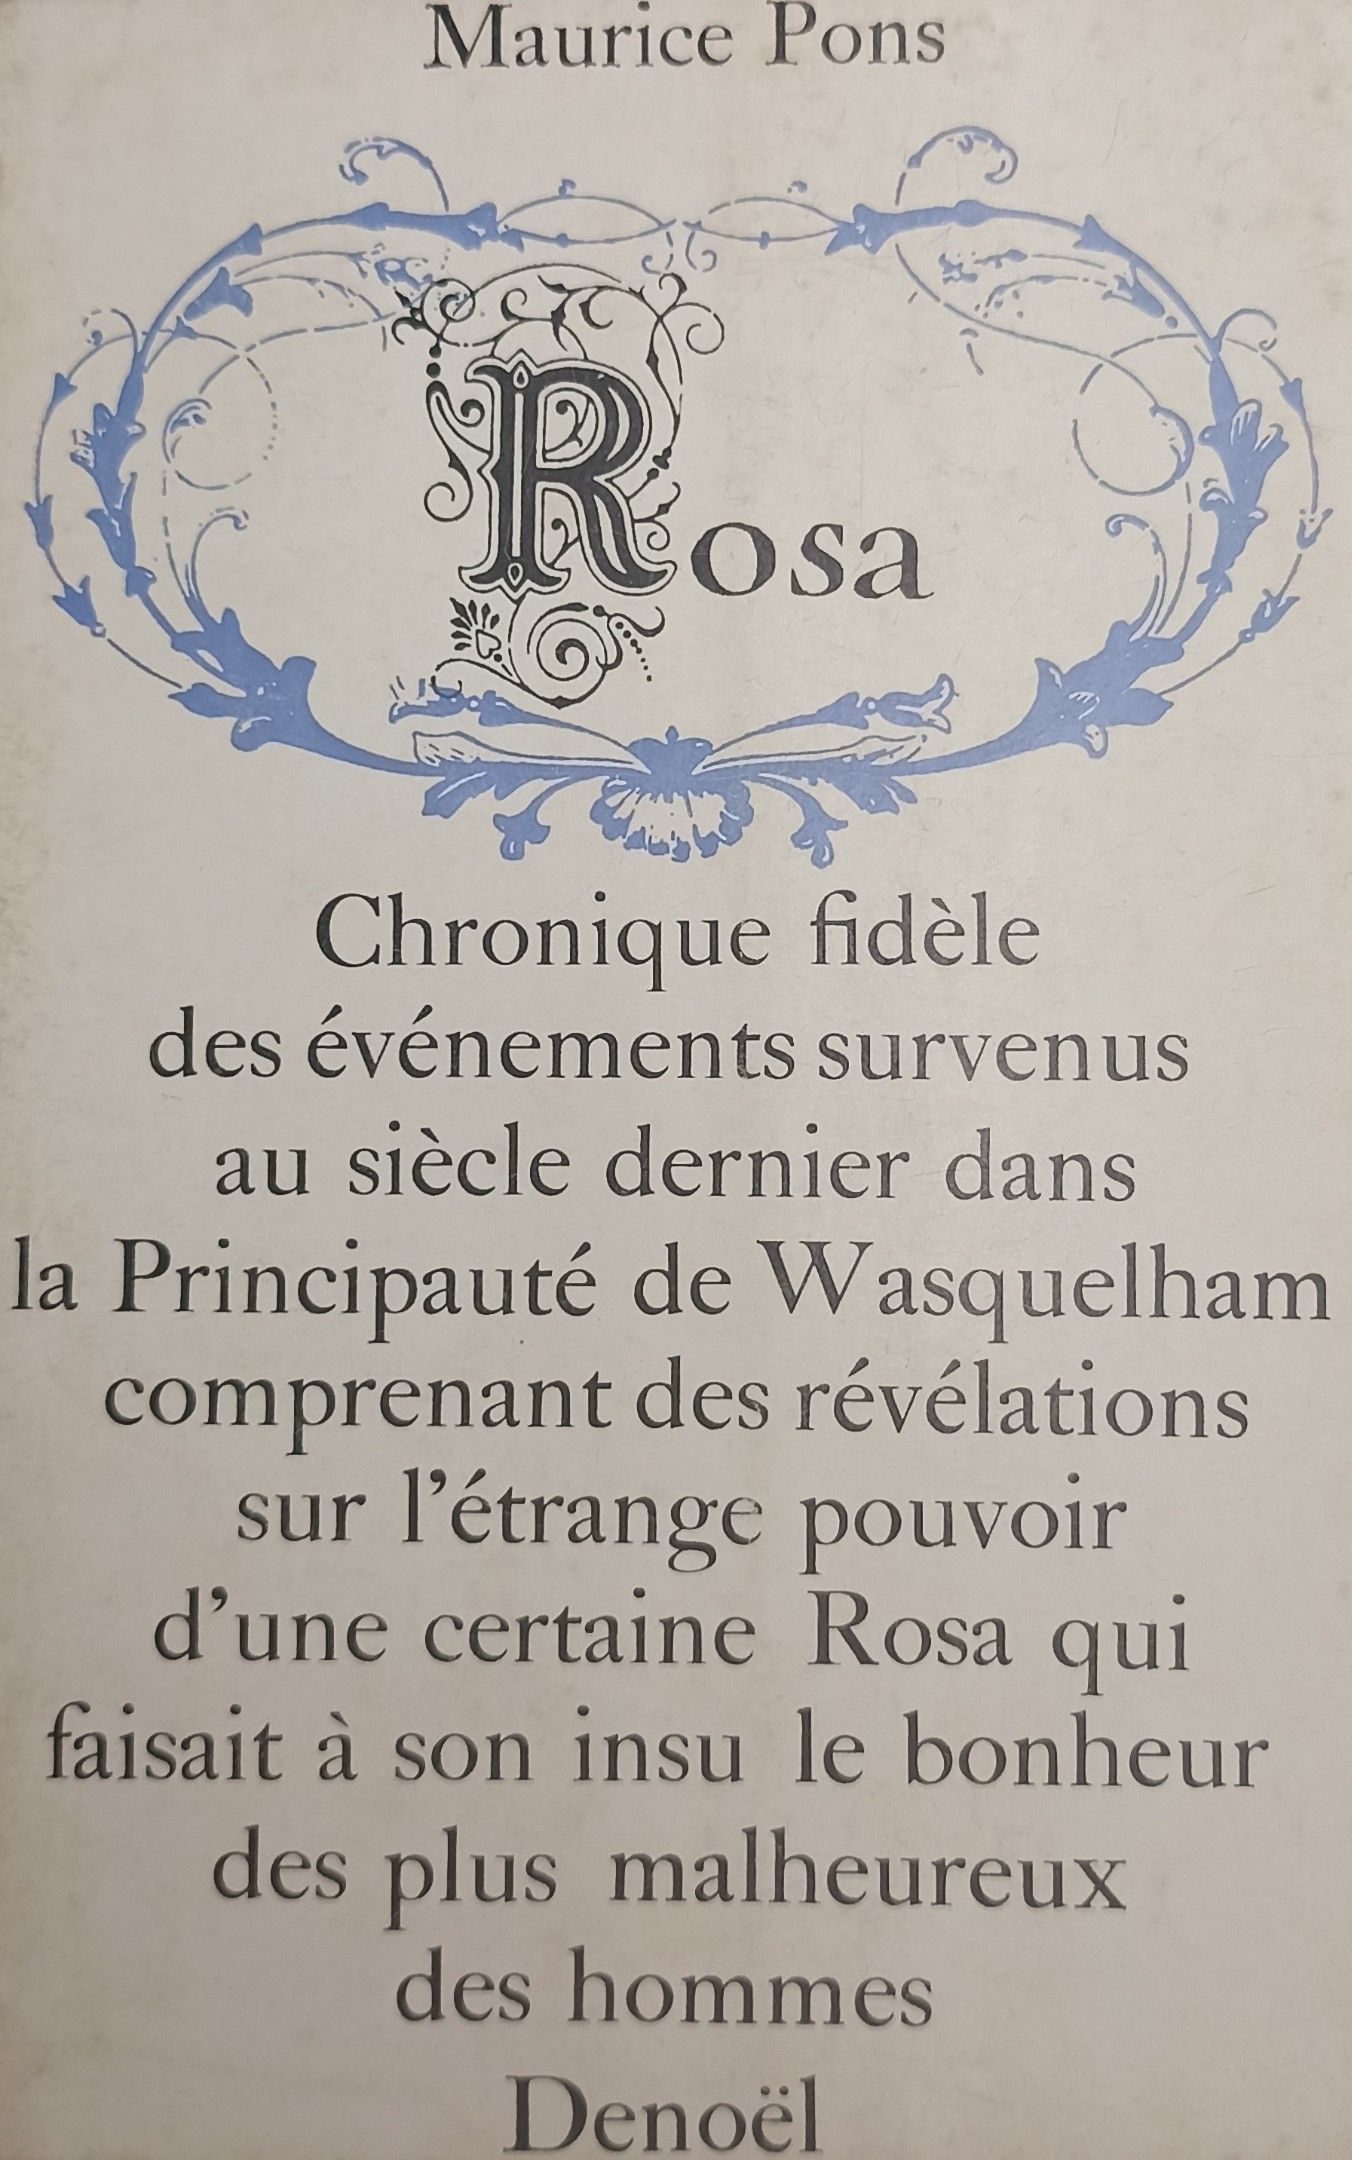 Maurice Pons
Rosa
Chronique fidèle
des événements survenus
au siècle dernier dans
la Principauté de Wasquelham
comprenant des révélations
sur l’étrange pouvoir
d’une certaine Rosa qui
faisait à son insu le bonheur
des plus malheureux
des hommes
Denoël